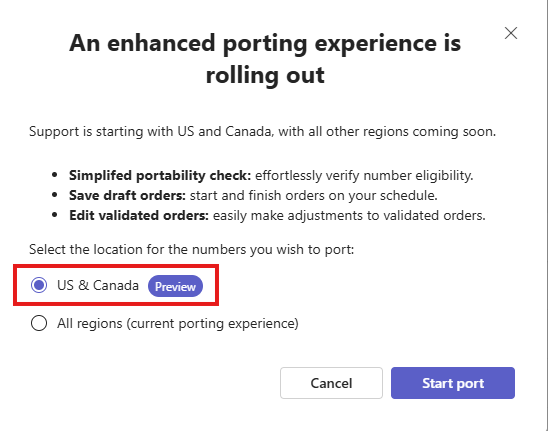 An enhanced porting experience is
rolling out
Support is starting with US and Canada, with all other regions coming soon.
• Simplifed portability check: effortlessly verify number eligibility.
• Save draft orders: start and finish orders on your schedule.
• Edit validated orders: easily make adjustments to validated orders.
Select the location for the numbers you wish to port:
US & Canada Preview
All regions (current porting experience)
Cancel Start port